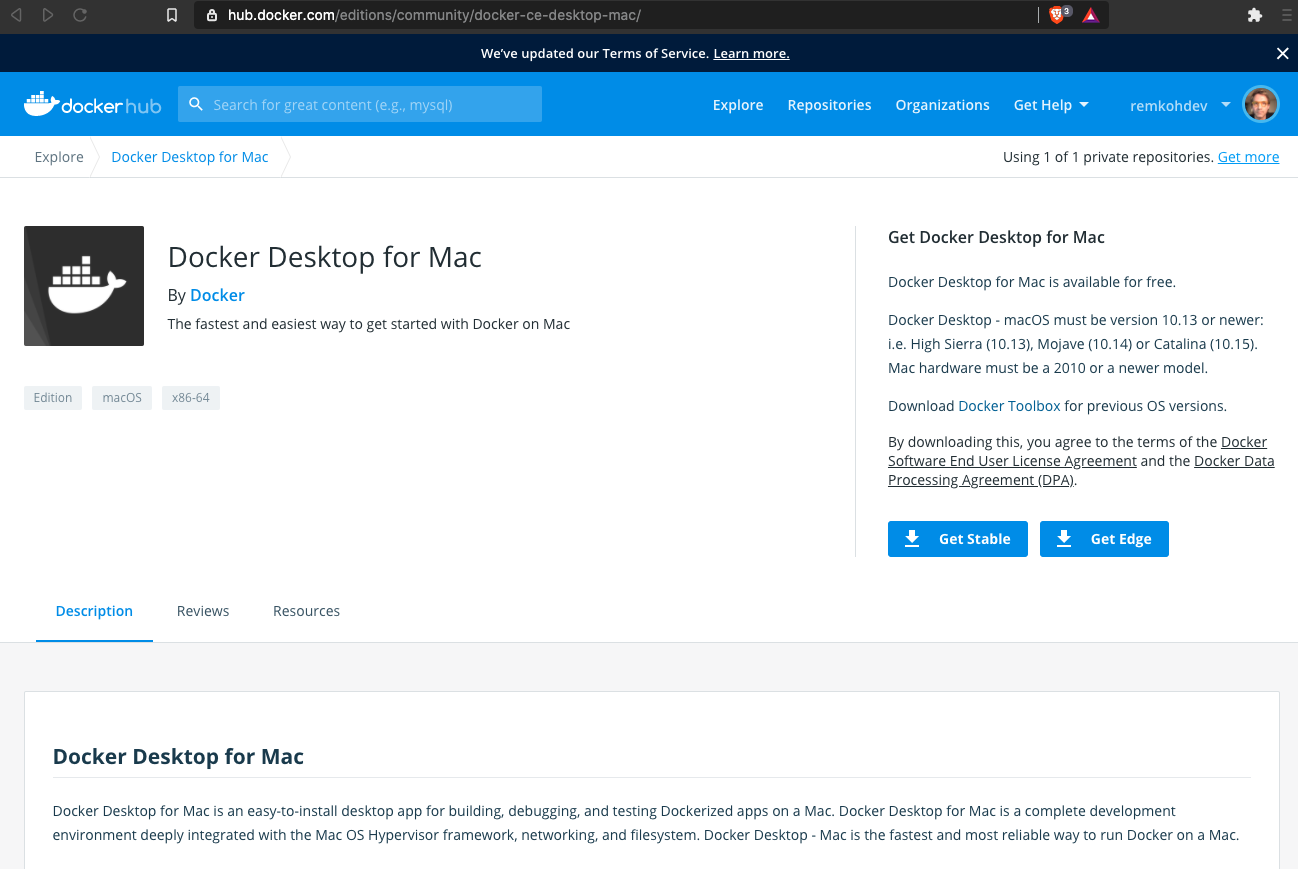 hub.docker.com/editions/community/docker-ce-desktop-mac/
3
We’ve updated our Terms of Service. Learn more.
dockerhub
Search for great content (e.g., mysql)
Explore
Repositories
Organizations
Get Help
remkohdev
Explore
Docker Desktop for Mac
Using 1 of 1 private repositories. Get more
Docker Desktop for Mac
By Docker
The fastest and easiest way to get started with Docker on Mac
Edition
macOS
x86-64
Get Docker Desktop for Mac
Docker Desktop for Mac is available for free.
Docker Desktop - macOS must be version 10.13 or newer:
i.e. High Sierra (10.13), Mojave (10.14) or Catalina (10.15).
Mac hardware must be a 2010 or a newer model.
Download Docker Toolbox for previous OS versions.
By downloading this, you agree to the terms of the Docker
Software End User License Agreement and the Docker Data
Processing Agreement (DPA).
Get Stable
Get Edge
Description
Reviews
Resources
Docker Desktop for Mac
Docker Desktop for Mac is an easy-to-install desktop app for building, debugging, and testing Dockerized apps on a Mac. Docker Desktop for Mac is a complete development
environment deeply integrated with the Mac OS Hypervisor framework, networking, and filesystem. Docker Desktop - Mac is the fastest and most reliable way to run Docker on a Mac.